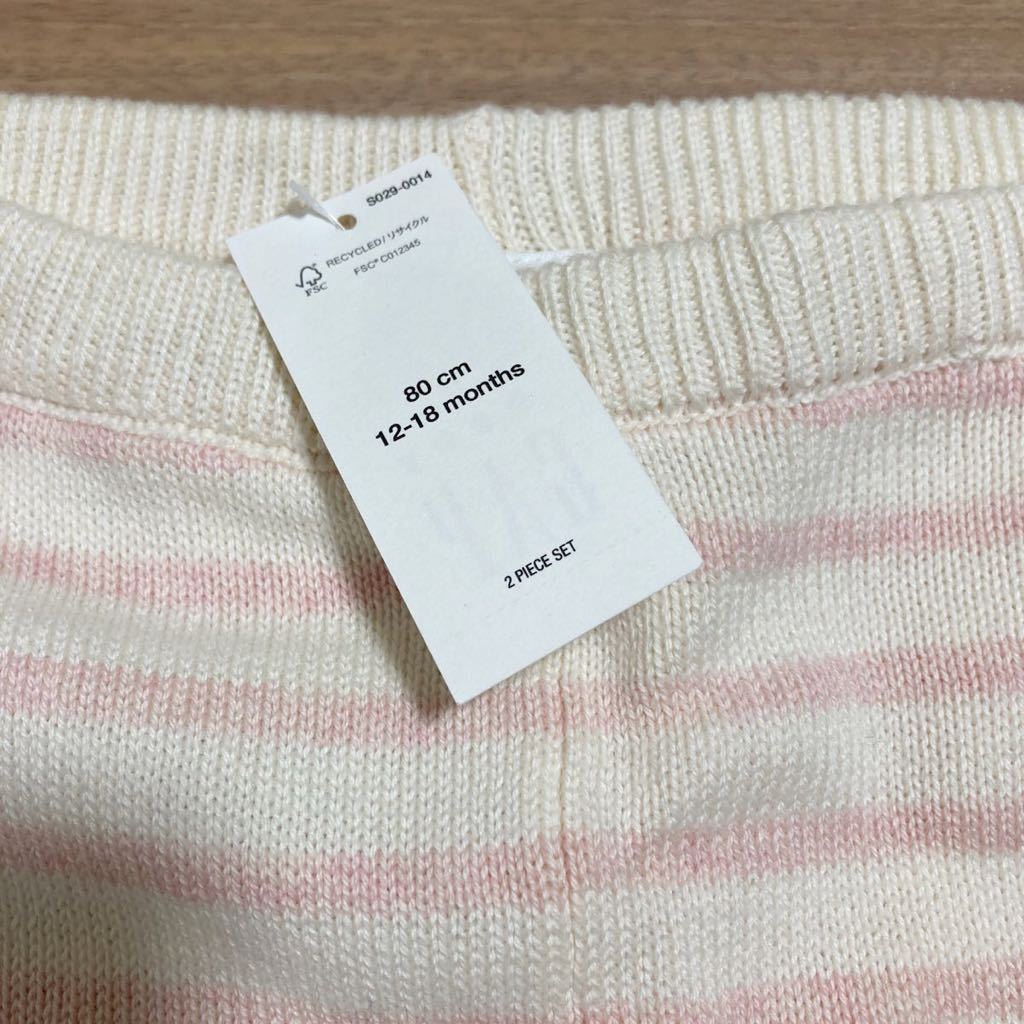 S029-0014
RECYCLED/リサイクル
FSC® C012345
FSC
80 cm
12-18 months
2 PIECE SET